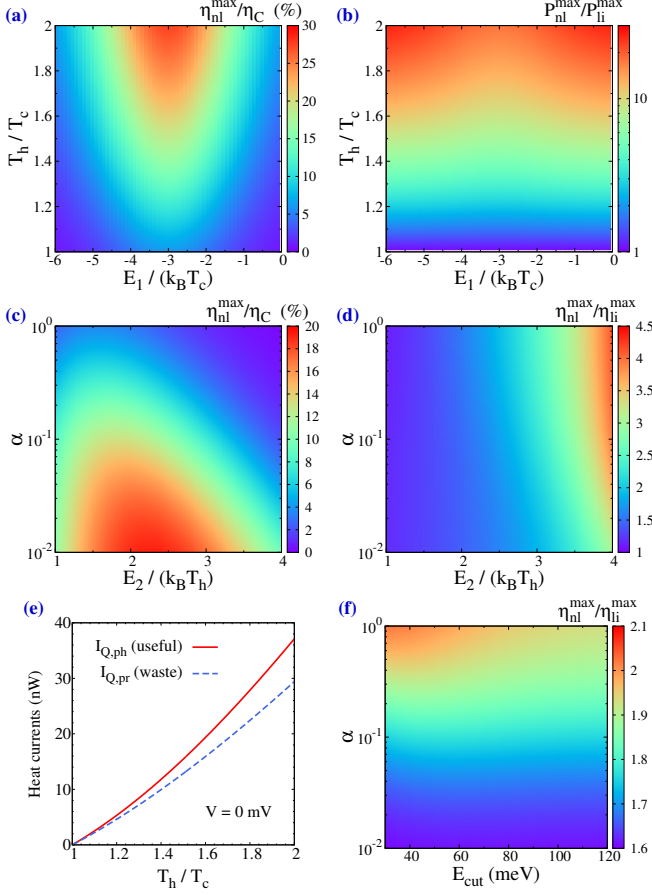 (a) η_nl^max/η_C (%)
2
1.8
1.6
1.4
1.2
1
T_h / T_c
-6 -5 -4 -3 -2 -1 0
E_1 / (k_B T_c)
30
25
20
15
10
5
0
(b) P_nl^max/P_li^max
2
1.8
1.6
1.4
1.2
1
T_h / T_c
-6 -5 -4 -3 -2 -1 0
E_1 / (k_B T_c)
10
1
(c) η_nl^max/η_C (%)
10^0
10^-1
10^-2
α
1 2 3 4
E_2 / (k_B T_h)
20
18
16
14
12
10
8
6
4
2
0
(d) η_nl^max/η_li^max
10^0
10^-1
10^-2
α
1 2 3 4
E_2 / (k_B T_h)
4.5
4
3.5
3
2.5
2
1.5
1
(e)
40
30
20
10
0
Heat currents (nW)
I_Q,ph (useful)
I_Q,pr (waste)
V = 0 mV
1 1.2 1.4 1.6 1.8 2
T_h / T_c
(f) η_nl^max/η_li^max
10^0
10^-1
10^-2
α
40 60 80 100 120
E_cut (meV)
2.1
2
1.9
1.8
1.7
1.6